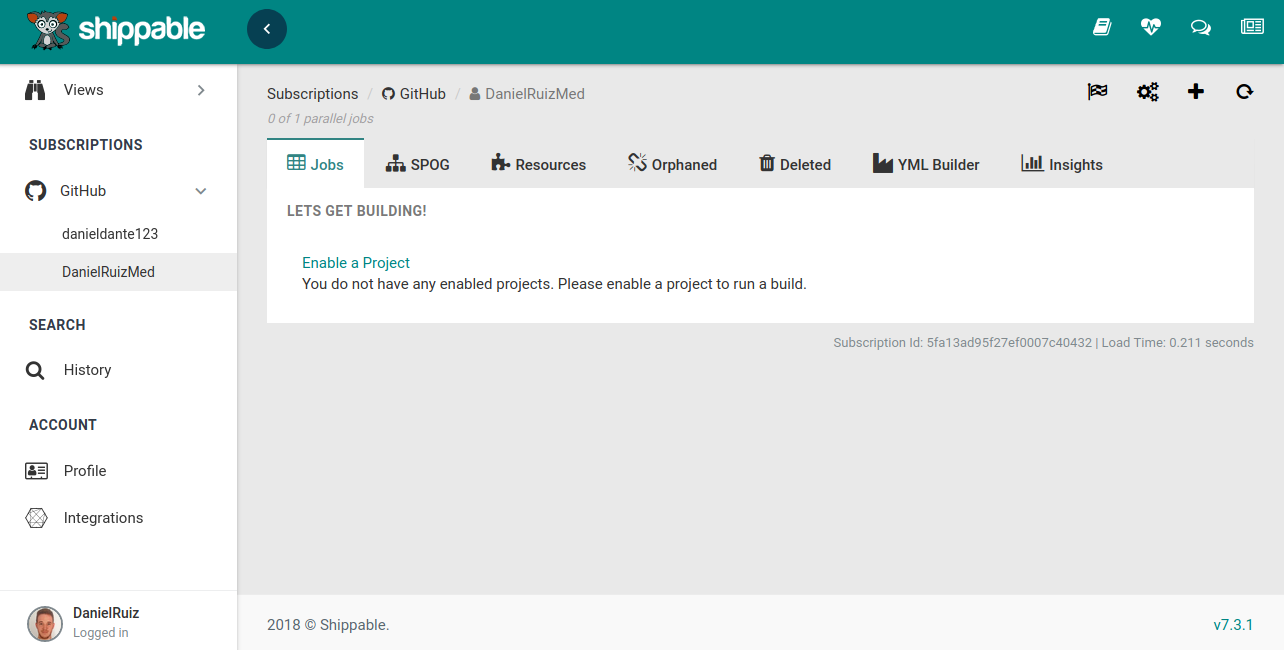 shippable
Views
Subscriptions / GitHub / DanielRuizMed
0 of 1 parallel jobs
SUBSCRIPTIONS
GitHub
danieldante123
DanielRuizMed
SEARCH
History
ACCOUNT
Profile
Integrations
DanielRuiz
Logged in
Jobs SPOG Resources Orphaned Deleted YML Builder Insights
LETS GET BUILDING!
Enable a Project
You do not have any enabled projects. Please enable a project to run a build.
Subscription Id: 5fa13ad95f27ef0007c40432 | Load Time: 0.211 seconds
2018 © Shippable.
v7.3.1